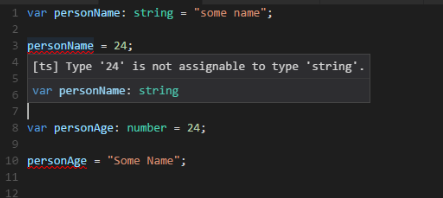 1 var personName: string = "some name";
2
3 personName = 24;
4 [ts] Type '24' is not assignable to type 'string'.
5
6 var personName: string
7
8 var personAge: number = 24;
9
10 personAge = "Some Name";
11
12